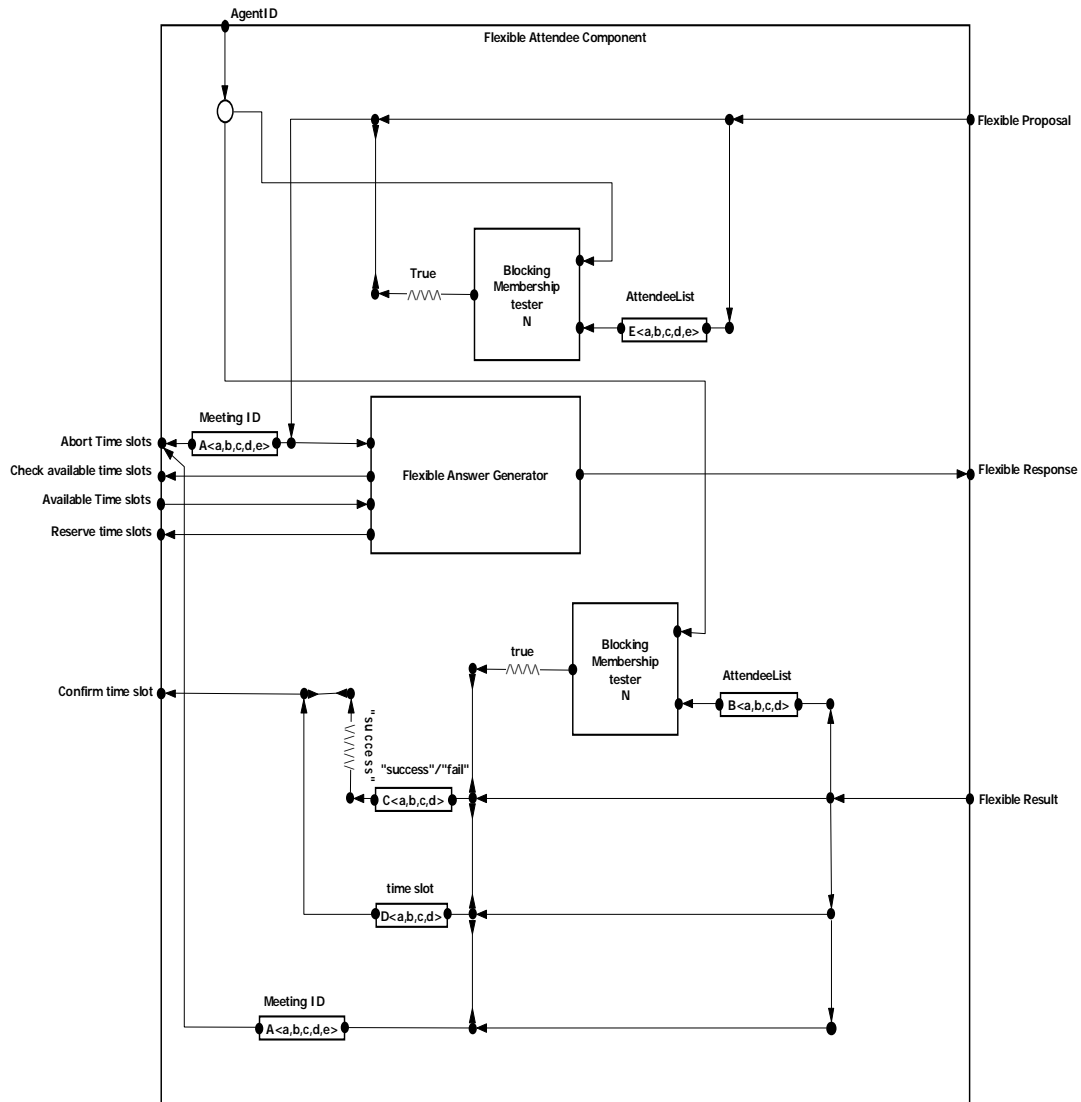 AgentID
Flexible Attendee Component
Flexible Proposal
True
Blocking
Membership
tester
N
AttendeeList
E<a,b,c,d,e>
Meeting ID
Abort Time slots
A<a,b,c,d,e>
Check available time slots
Flexible Answer Generator
Flexible Response
Available Time slots
Reserve time slots
true
Blocking
Membership
tester
N
AttendeeList
Confirm time slot
B<a,b,c,d>
"success"
"success"/"fail"
C<a,b,c,d>
Flexible Result
time slot
D<a,b,c,d>
Meeting ID
A<a,b,c,d,e>